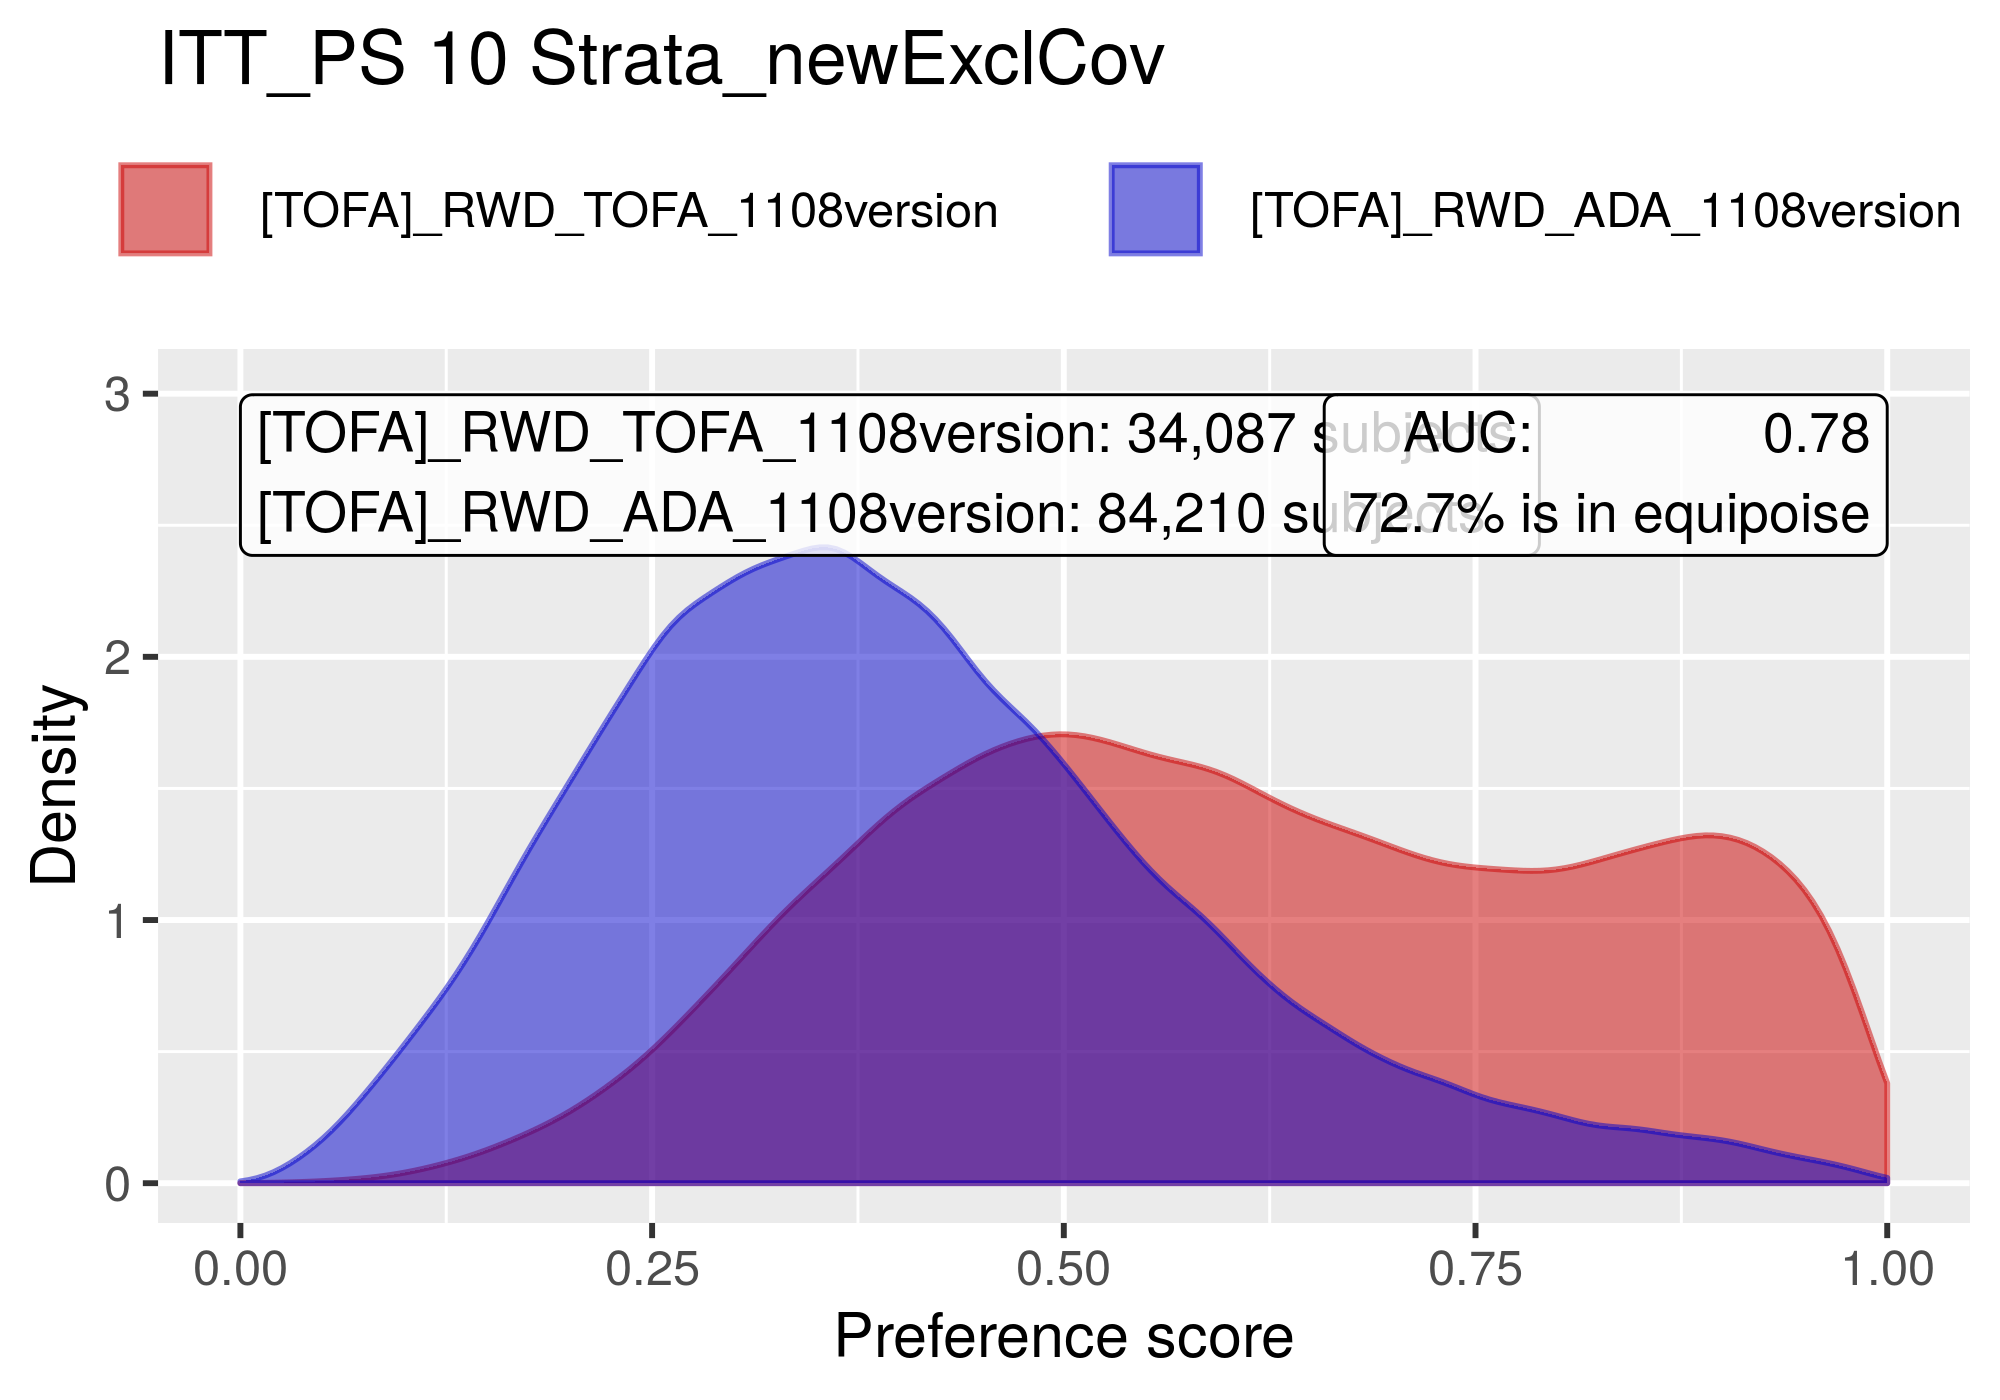 ITT_PS 10 Strata_newExclCov
[TOFA]_RWD_TOFA_1108version
[TOFA]_RWD_ADA_1108version
[TOFA]_RWD_TOFA_1108version: 34,087 subjects
AUC: 0.78
[TOFA]_RWD_ADA_1108version: 84,210 subjects
72.7% is in equipoise
3
2
1
0
Density
0.00 0.25 0.50 0.75 1.00
Preference score